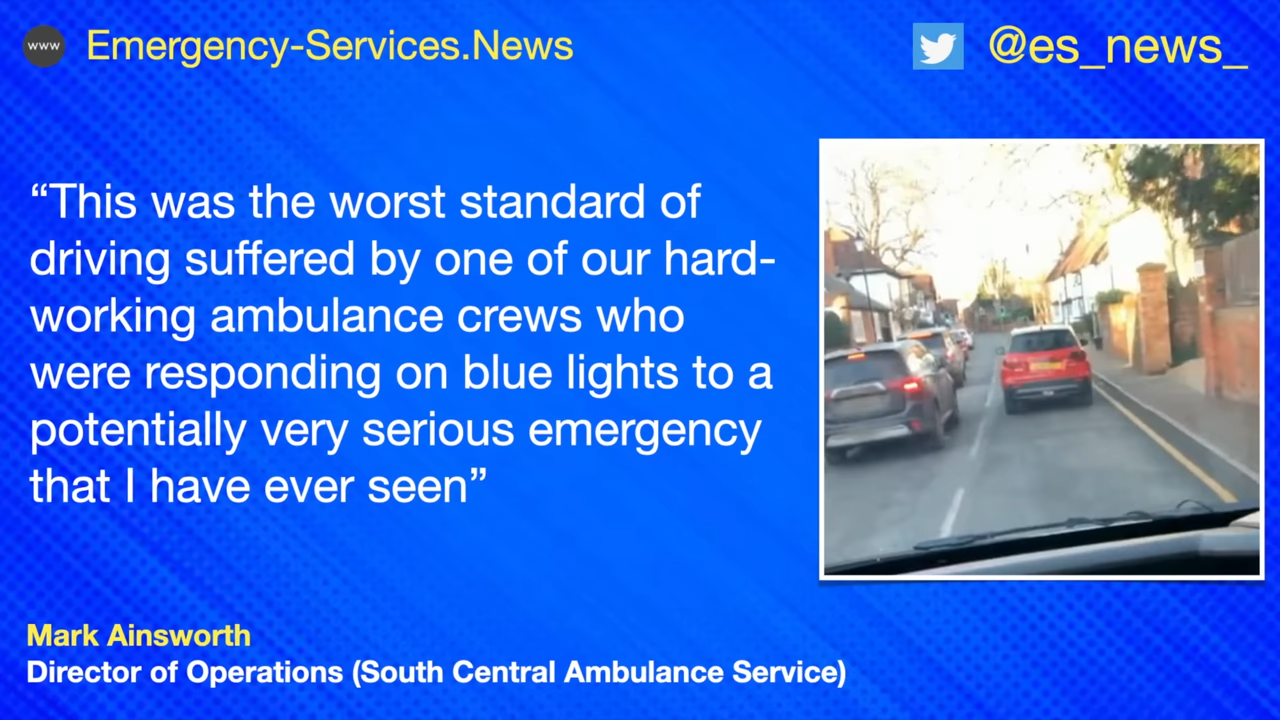 www Emergency-Services.News
@es_news_
“This was the worst standard of
driving suffered by one of our hard-
working ambulance crews who
were responding on blue lights to a
potentially very serious emergency
that I have ever seen”
Mark Ainsworth
Director of Operations (South Central Ambulance Service)